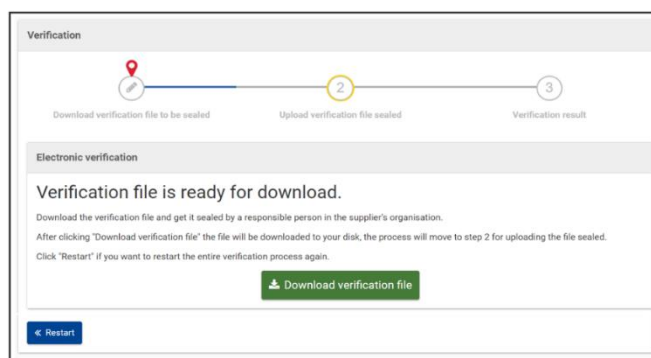 Verification
2
3
Download verification file to be sealed
Upload verification file sealed
Verification result
Electronic verification
Verification file is ready for download.
Download the verification file and get it sealed by a responsible person in the supplier's organisation.
After clicking "Download verification file" the file will be downloaded to your disk, the process will move to step 2 for uploading the file sealed.
Click "Restart" if you want to restart the entire verification process again.
Download verification file
« Restart